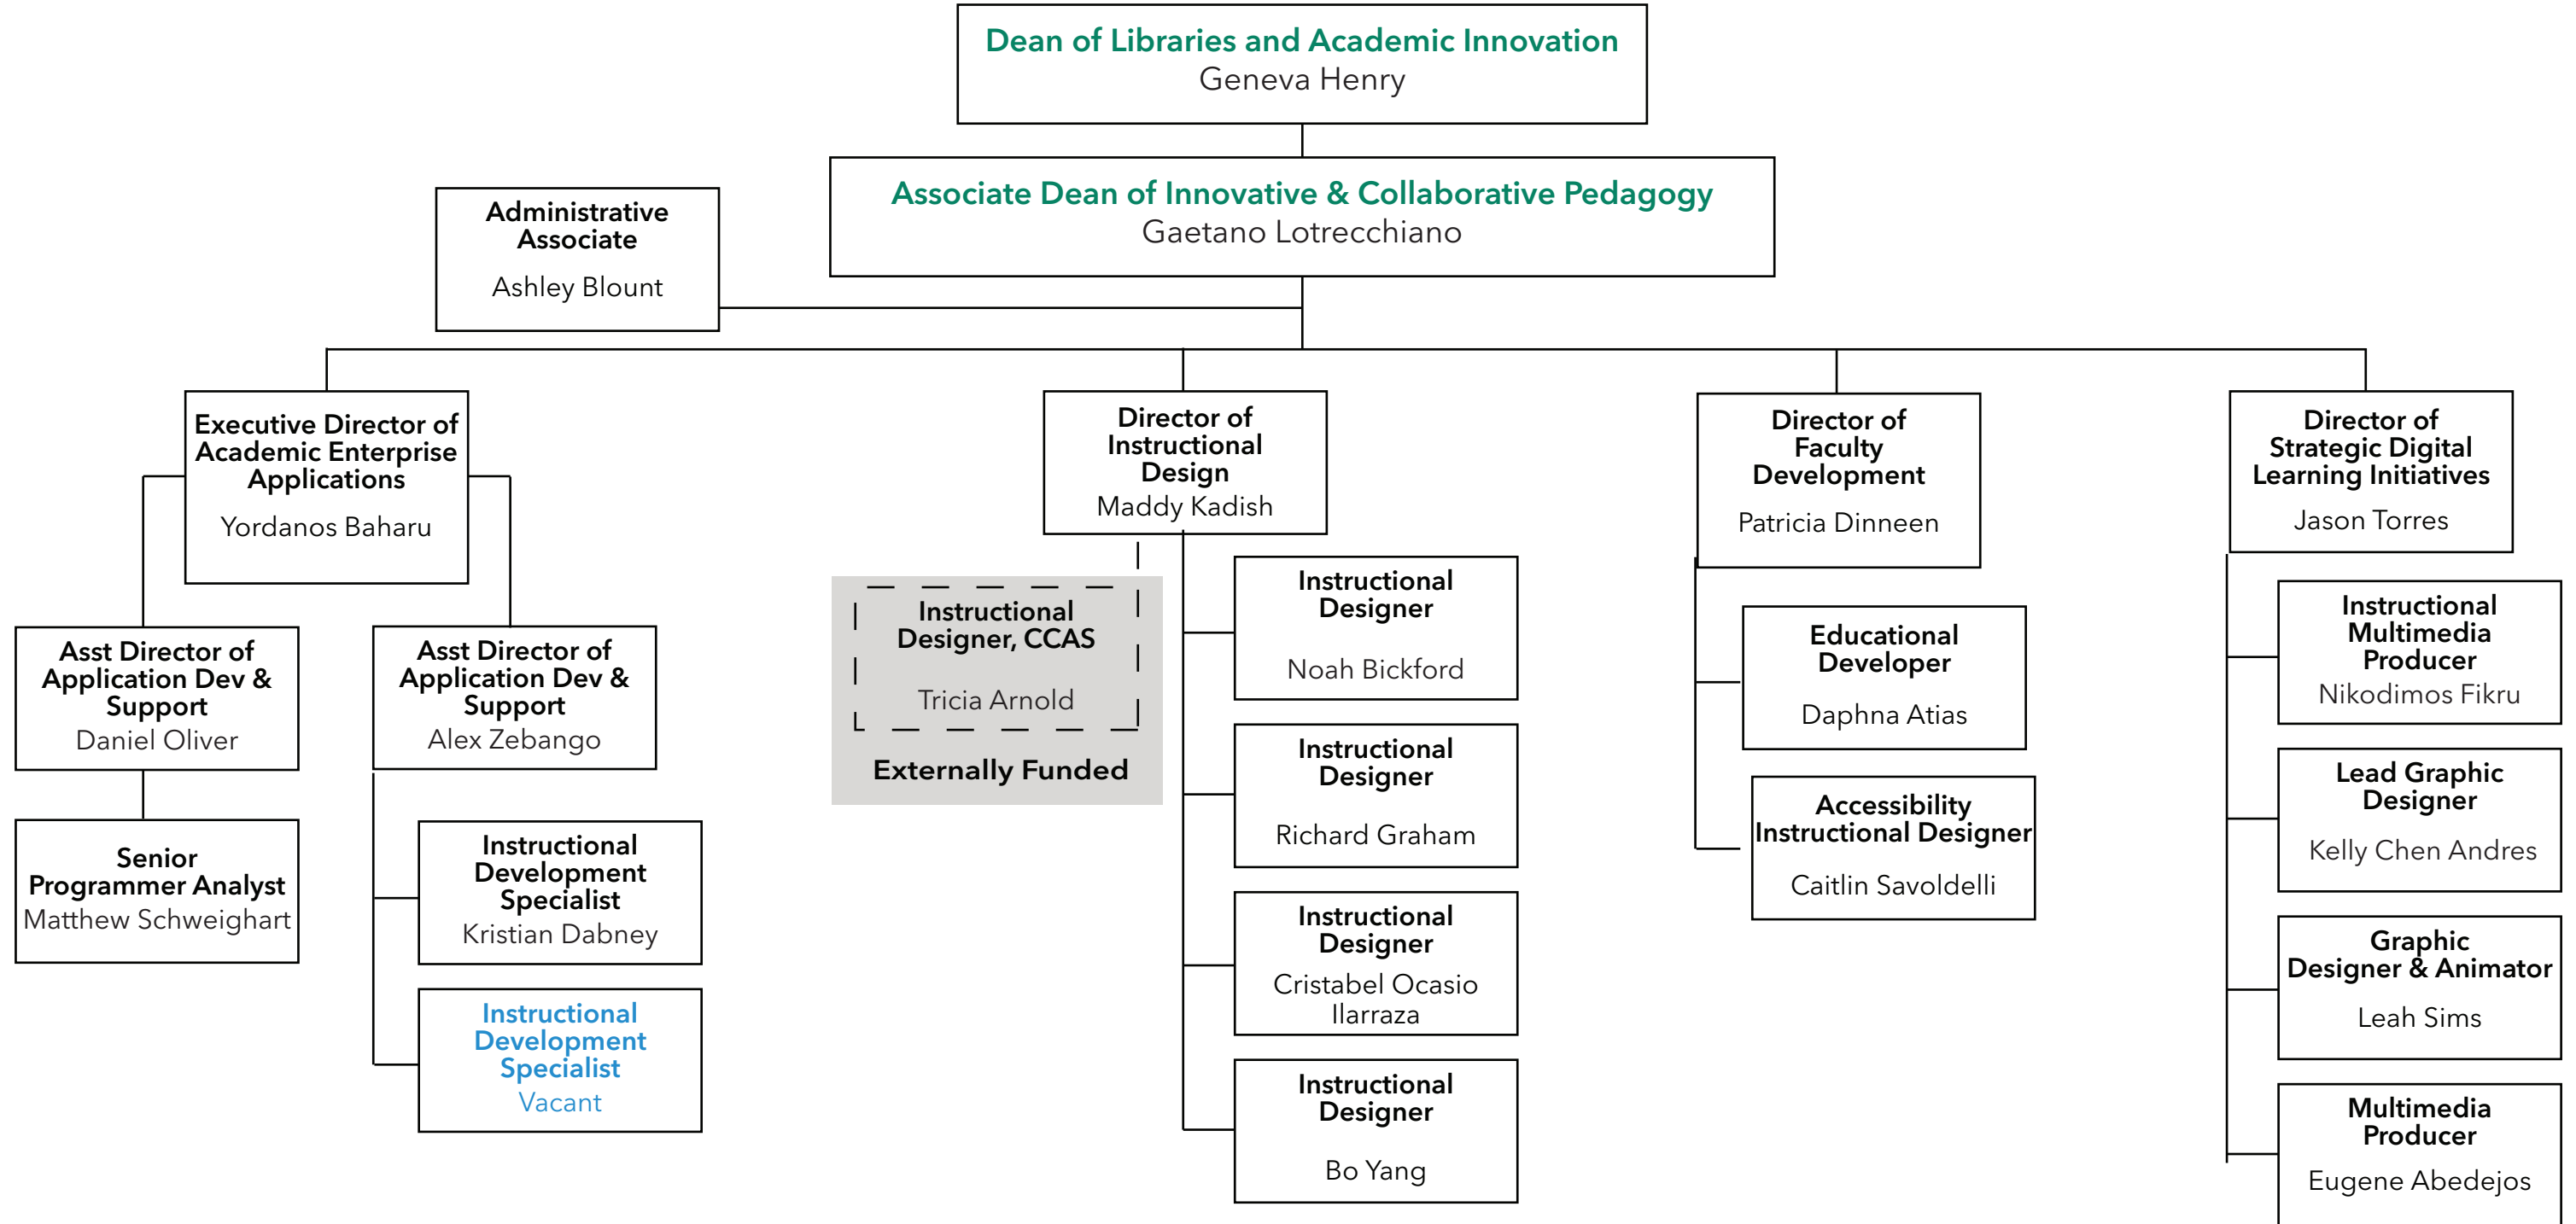 Dean of Libraries and Academic Innovation
Geneva Henry
Associate Dean of Innovative & Collaborative Pedagogy
Gaetano Lotrecchiano
Administrative
Associate
Ashley Blount
Executive Director of
Academic Enterprise
Applications
Yordanos Baharu
Asst Director of
Application Dev &
Support
Daniel Oliver
Senior
Programmer Analyst
Matthew Schweighart
Asst Director of
Application Dev &
Support
Alex Zebango
Instructional
Development
Specialist
Kristian Dabney
Instructional
Development
Specialist
Vacant
Director of
Instructional
Design
Maddy Kadish
Instructional
Designer, CCAS
Tricia Arnold
Externally Funded
Instructional
Designer
Noah Bickford
Instructional
Designer
Richard Graham
Instructional
Designer
Cristabel Ocasio
Ilarraza
Instructional
Designer
Bo Yang
Director of
Faculty
Development
Patricia Dinneen
Educational
Developer
Daphna Atias
Accessibility
Instructional Designer
Caitlin Savoldelli
Director of
Strategic Digital
Learning Initiatives
Jason Torres
Instructional
Multimedia
Producer
Nikodimos Fikru
Lead Graphic
Designer
Kelly Chen Andres
Graphic
Designer & Animator
Leah Sims
Multimedia
Producer
Eugene Abedejos